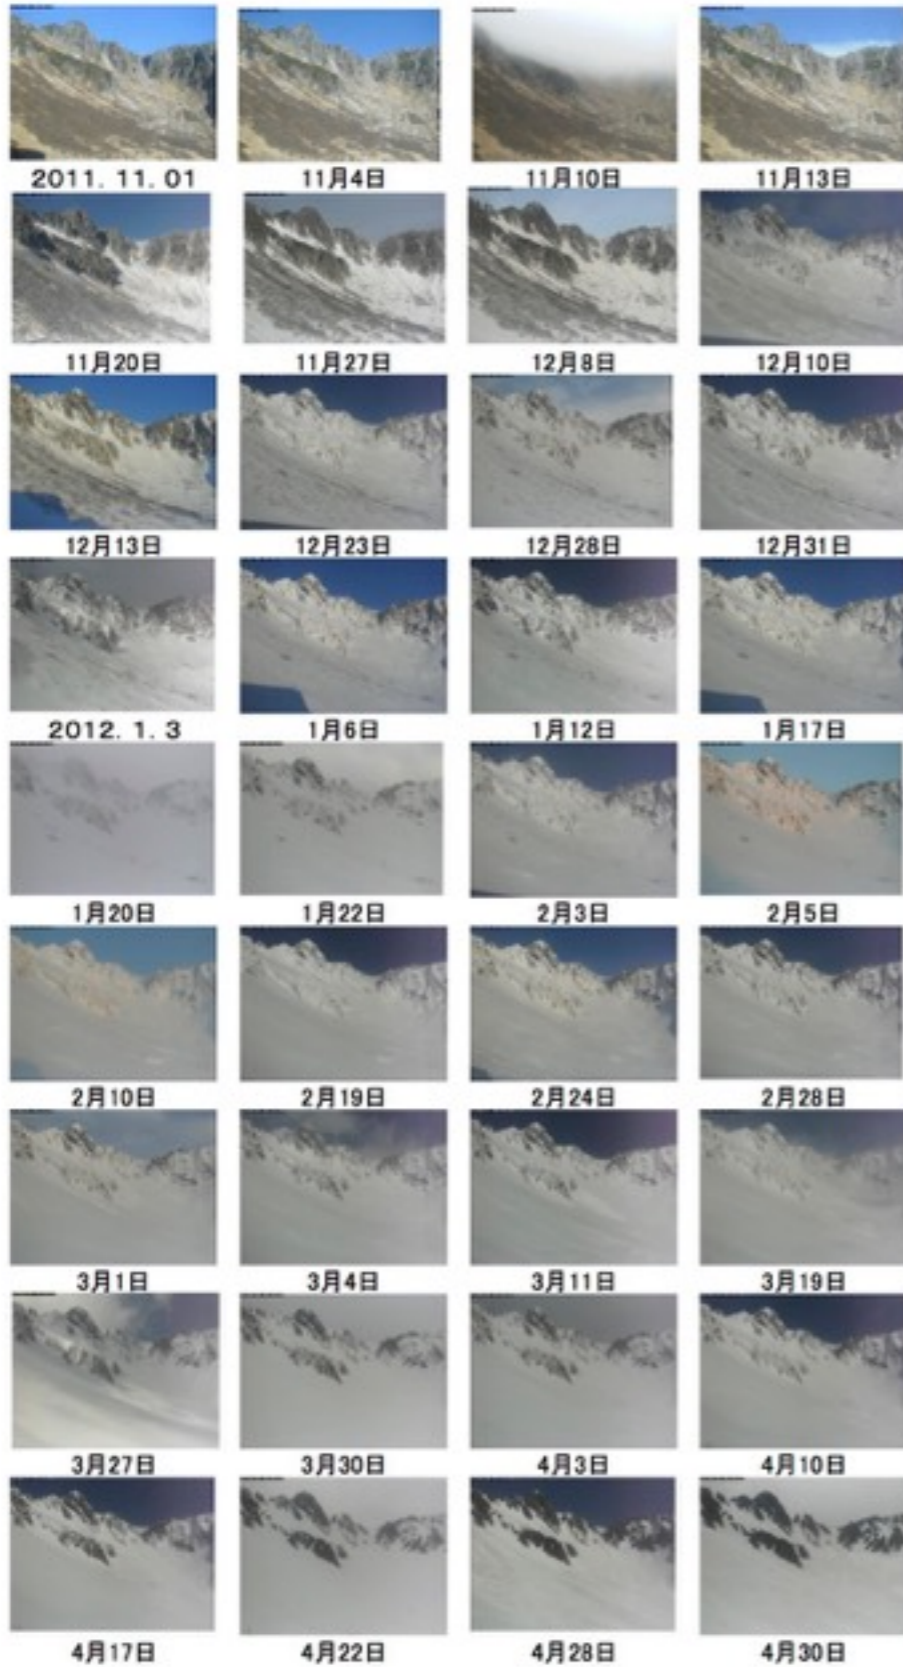 2011. 11. 01 11月4日 11月10日 11月13日
11月20日 11月27日 12月8日 12月10日
12月13日 12月23日 12月28日 12月31日
2012. 1. 3 1月6日 1月12日 1月17日
1月20日 1月22日 2月3日 2月5日
2月10日 2月19日 2月24日 2月28日
3月1日 3月4日 3月11日 3月19日
3月27日 3月30日 4月3日 4月10日
4月17日 4月22日 4月28日 4月30日